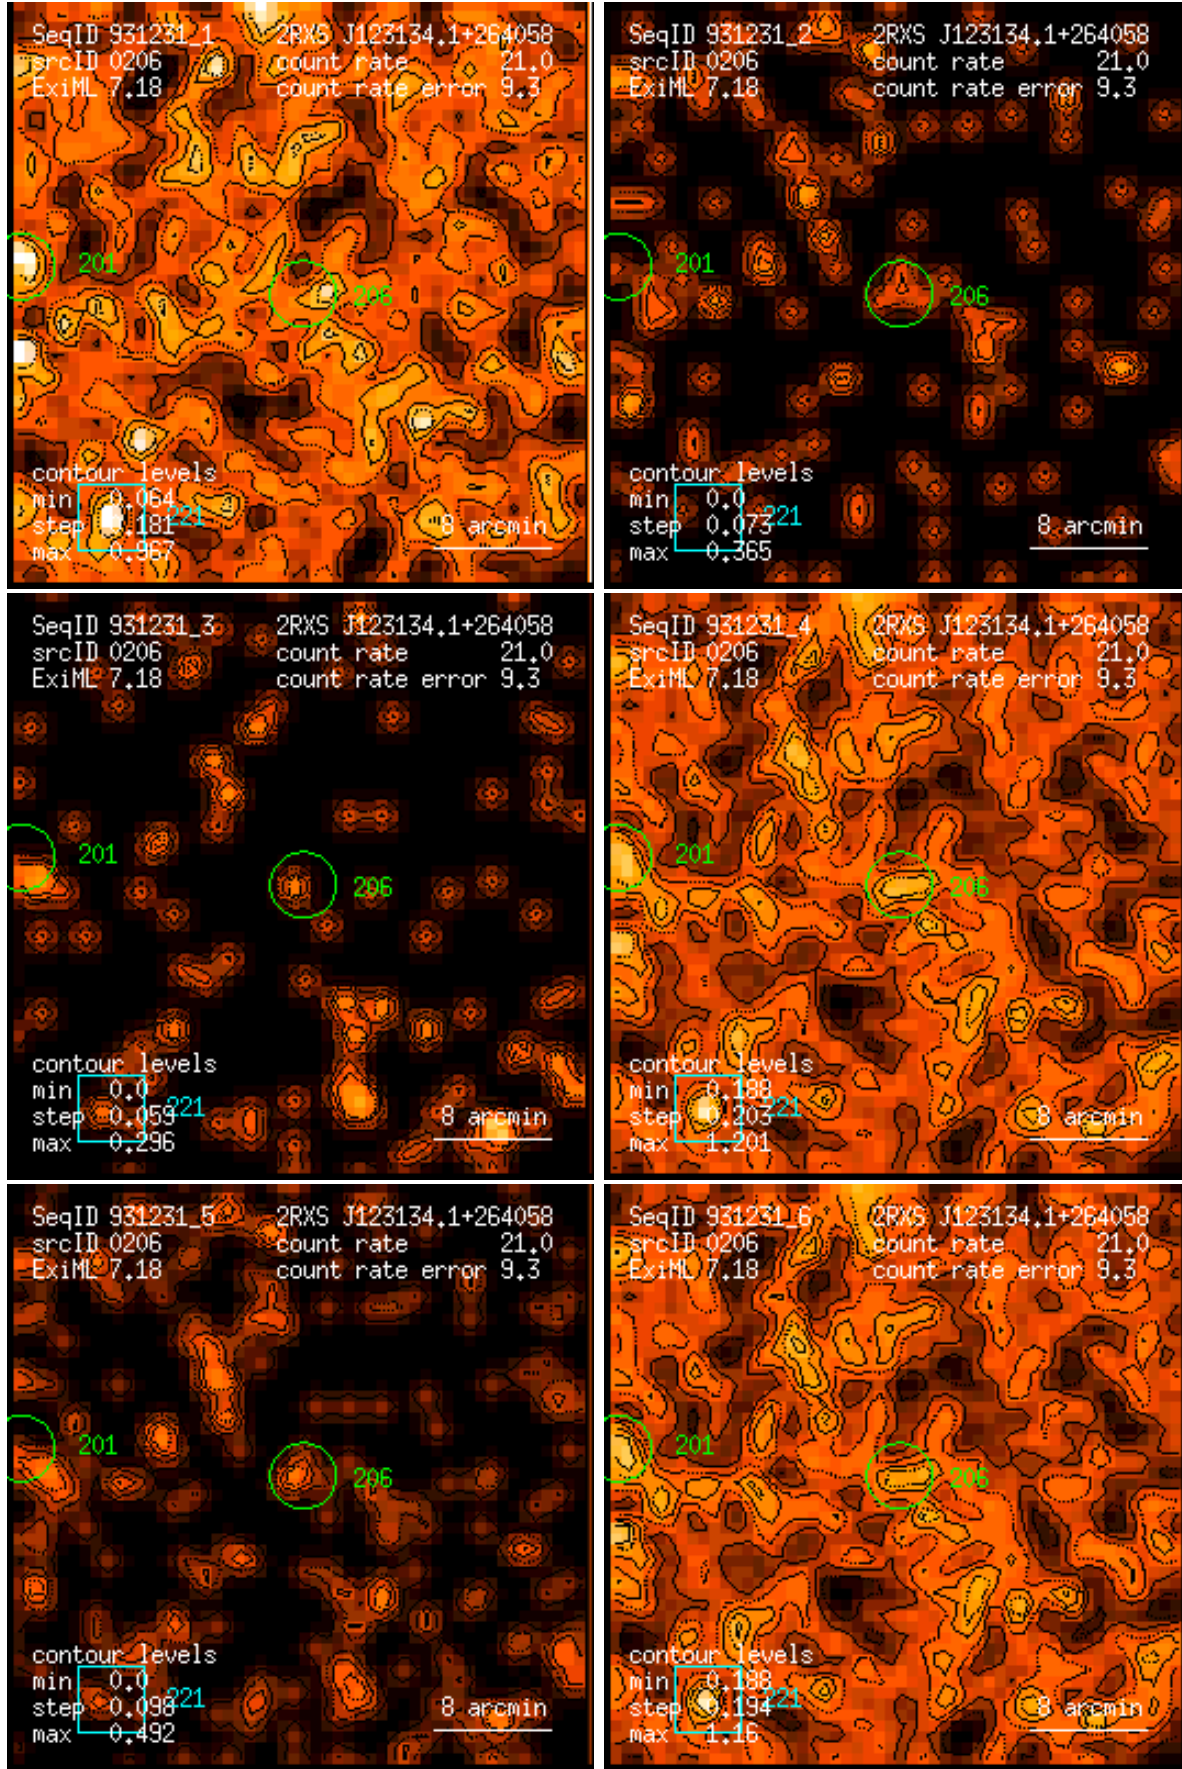 SeqID 931231_1 2RXS J123134.1+264058
srcID 0206 count rate 21.0
ExiML 7.18 count rate error 9.3
201
206
contour levels
min 0.064
step 0.181 221 8 arcmin
max 0.967
SeqID 931231_2 2RXS J123134.1+264058
srcID 0206 count rate 21.0
ExiML 7.18 count rate error 9.3
201
206
contour levels
min 0.0
step 0.073 221 8 arcmin
max 0.365
SeqID 931231_3 2RXS J123134.1+264058
srcID 0206 count rate 21.0
ExiML 7.18 count rate error 9.3
201
206
contour levels
min 0.0
step 0.059 221 8 arcmin
max 0.296
SeqID 931231_4 2RXS J123134.1+264058
srcID 0206 count rate 21.0
ExiML 7.18 count rate error 9.3
201
206
contour levels
min 0.188
step 0.203 221 8 arcmin
max 1.201
SeqID 931231_5 2RXS J123134.1+264058
srcID 0206 count rate 21.0
ExiML 7.18 count rate error 9.3
201
206
contour levels
min 0.0
step 0.098 221 8 arcmin
max 0.492
SeqID 931231_6 2RXS J123134.1+264058
srcID 0206 count rate 21.0
ExiML 7.18 count rate error 9.3
201
206
contour levels
min 0.188
step 0.194 221 8 arcmin
max 1.16